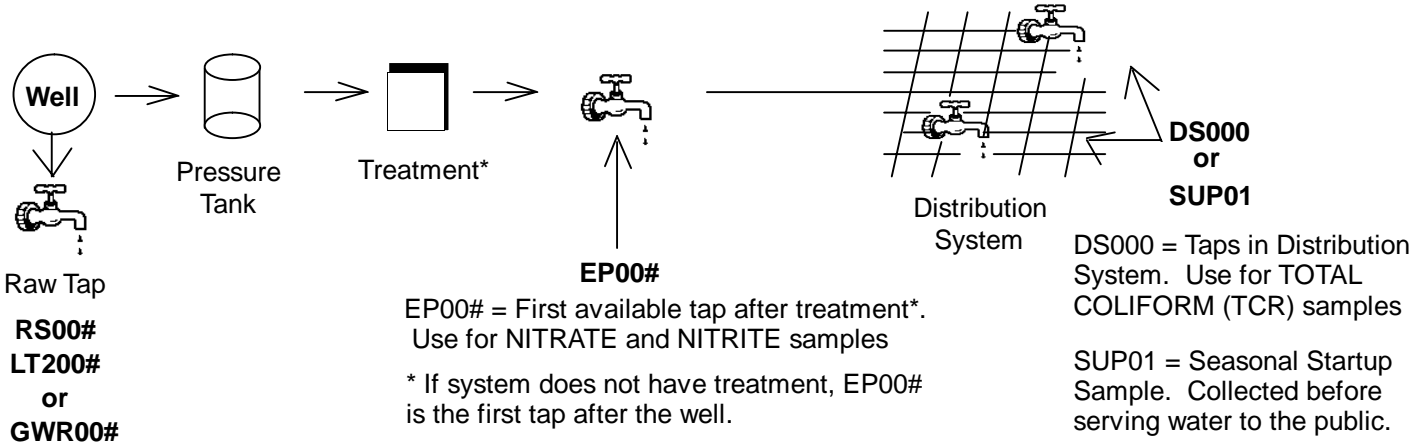 Well
Pressure
Tank
Treatment*
Raw Tap
RS00#
LT200#
or
GWR00#
EP00#
EP00# = First available tap after treatment*.
Use for NITRATE and NITRITE samples
* If system does not have treatment, EP00#
is the first tap after the well.
Distribution
System
DS000
or
SUP01
DS000 = Taps in Distribution
System.  Use for TOTAL
COLIFORM (TCR) samples
SUP01 = Seasonal Startup
Sample.  Collected before
serving water to the public.